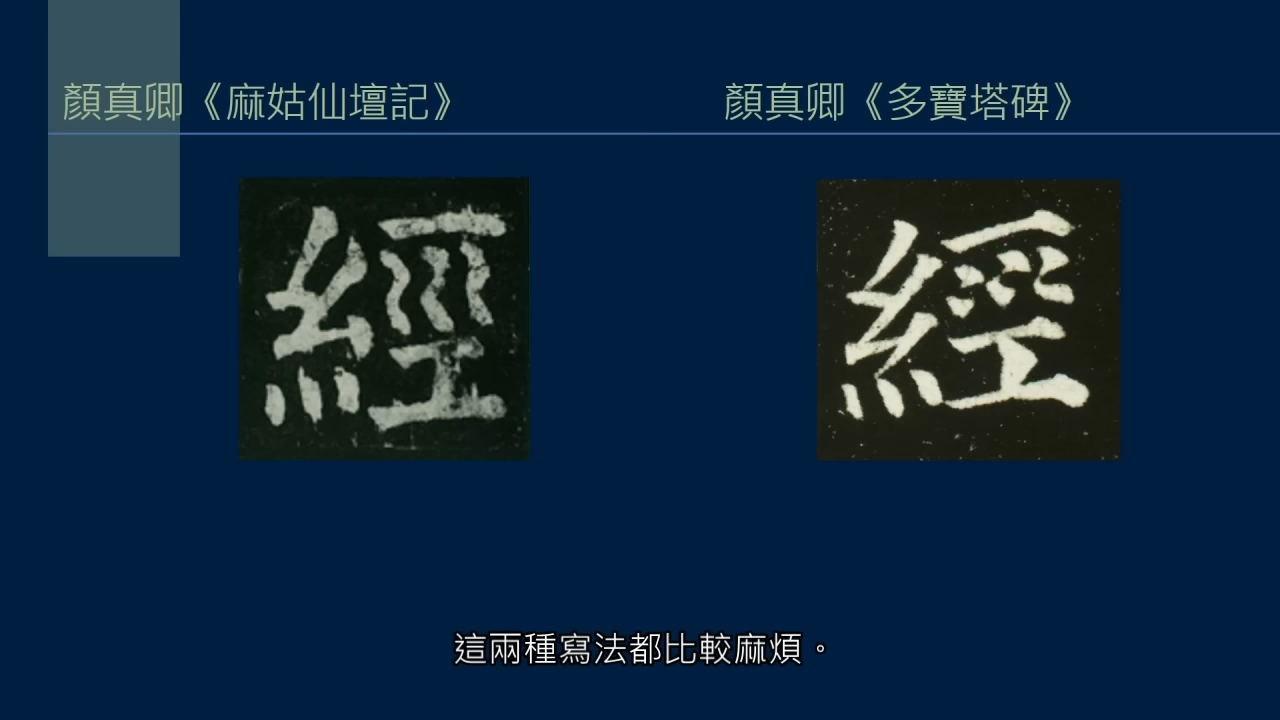 顏真卿《麻姑仙壇記》
顏真卿《多寶塔碑》
經
經
這兩種寫法都比較麻煩。